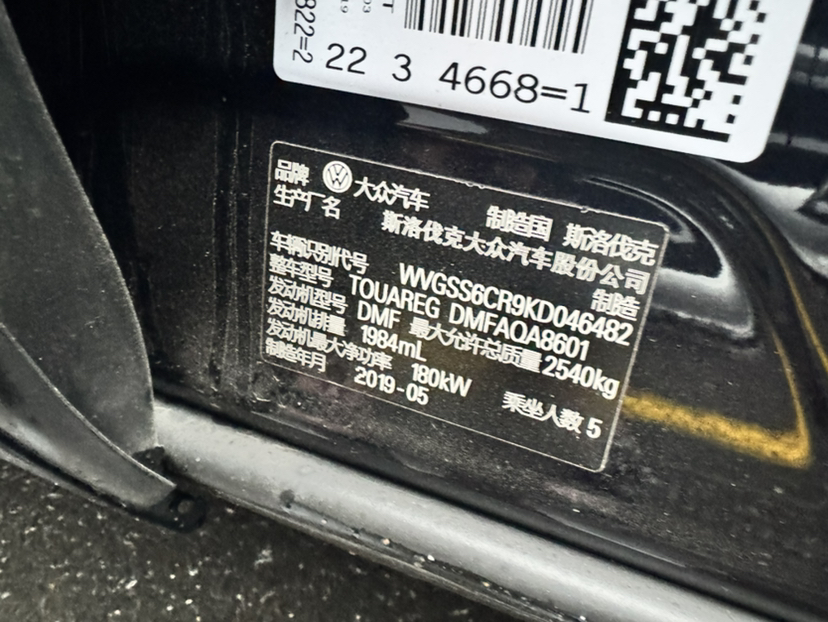 822=2
22 3 4668=1
品牌 大众汽车 制造国 斯洛伐克
生产厂名 斯洛伐克大众汽车股份公司
制造
车辆识别代号 WVGSS6CR9KD046482
整车型号 TOUAREG DMFAQA8601
发动机型号 DMF 最大允许总质量 2540kg
发动机排量 1984mL
发动机最大净功率 180kW 乘坐人数 5
制造年月 2019-05